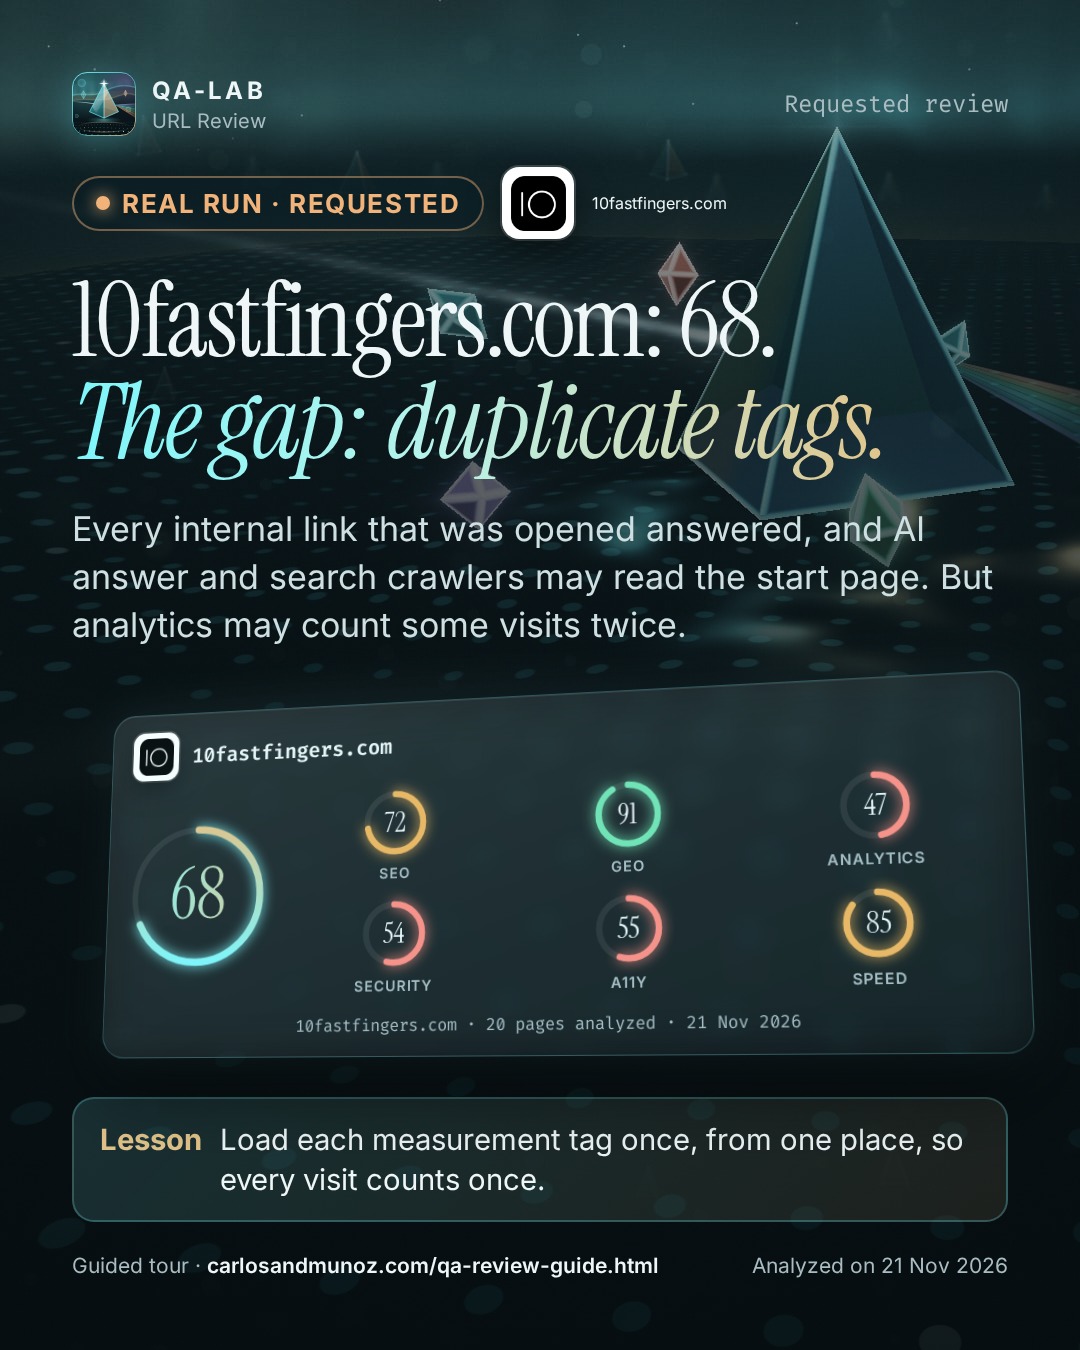 QA-LAB
URL Review
Requested review
REAL RUN · REQUESTED
10
10fastfingers.com
10fastfingers.com: 68.
The gap: duplicate tags.
Every internal link that was opened answered, and AI
answer and search crawlers may read the start page. But
analytics may count some visits twice.
10
10fastfingers.com
68
72
SEO
91
GEO
47
ANALYTICS
54
SECURITY
55
A11Y
85
SPEED
10fastfingers.com · 20 pages analyzed · 21 Nov 2026
Lesson Load each measurement tag once, from one place, so
every visit counts once.
Guided tour · carlosandmunoz.com/qa-review-guide.html
Analyzed on 21 Nov 2026